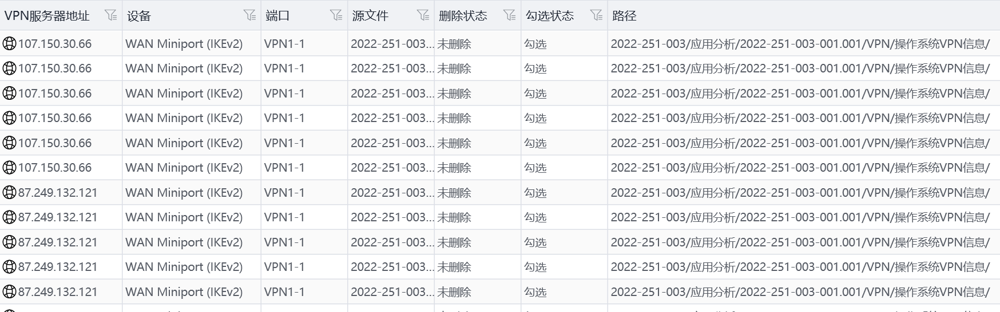 VPN服务器地址 设备 端口 源文件 删除状态 勾选状态 路径
107.150.30.66 WAN Miniport (IKEv2) VPN1-1 2022-251-003... 未删除 勾选 2022-251-003/应用分析/2022-251-003-001.001/VPN/操作系统VPN信息/
107.150.30.66 WAN Miniport (IKEv2) VPN1-1 2022-251-003... 未删除 勾选 2022-251-003/应用分析/2022-251-003-001.001/VPN/操作系统VPN信息/
107.150.30.66 WAN Miniport (IKEv2) VPN1-1 2022-251-003... 未删除 勾选 2022-251-003/应用分析/2022-251-003-001.001/VPN/操作系统VPN信息/
107.150.30.66 WAN Miniport (IKEv2) VPN1-1 2022-251-003... 未删除 勾选 2022-251-003/应用分析/2022-251-003-001.001/VPN/操作系统VPN信息/
107.150.30.66 WAN Miniport (IKEv2) VPN1-1 2022-251-003... 未删除 勾选 2022-251-003/应用分析/2022-251-003-001.001/VPN/操作系统VPN信息/
107.150.30.66 WAN Miniport (IKEv2) VPN1-1 2022-251-003... 未删除 勾选 2022-251-003/应用分析/2022-251-003-001.001/VPN/操作系统VPN信息/
87.249.132.121 WAN Miniport (IKEv2) VPN1-1 2022-251-003... 未删除 勾选 2022-251-003/应用分析/2022-251-003-001.001/VPN/操作系统VPN信息/
87.249.132.121 WAN Miniport (IKEv2) VPN1-1 2022-251-003... 未删除 勾选 2022-251-003/应用分析/2022-251-003-001.001/VPN/操作系统VPN信息/
87.249.132.121 WAN Miniport (IKEv2) VPN1-1 2022-251-003... 未删除 勾选 2022-251-003/应用分析/2022-251-003-001.001/VPN/操作系统VPN信息/
87.249.132.121 WAN Miniport (IKEv2) VPN1-1 2022-251-003... 未删除 勾选 2022-251-003/应用分析/2022-251-003-001.001/VPN/操作系统VPN信息/
87.249.132.121 WAN Miniport (IKEv2) VPN1-1 2022-251-003... 未删除 勾选 2022-251-003/应用分析/2022-251-003-001.001/VPN/操作系统VPN信息/